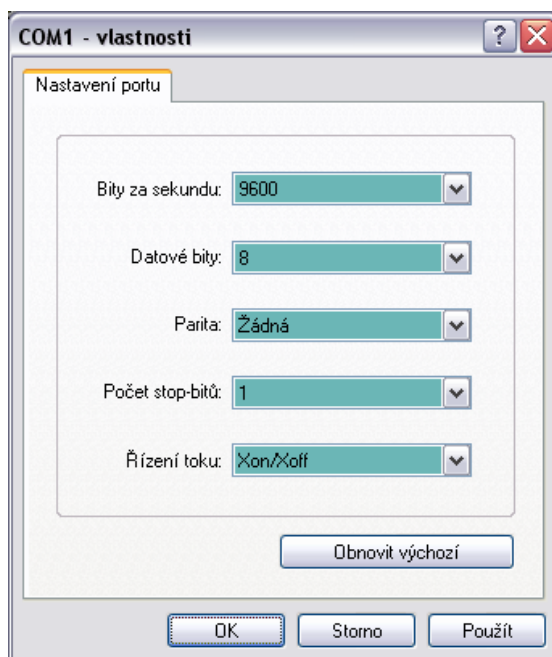 COM1 - vlastnosti
Nastavení portu
Bity za sekundu: 9600
Datové bity: 8
Parita: Žádná
Počet stop-bitů: 1
Řízení toku: Xon/Xoff
Obnovit výchozí
OK Storno Použít